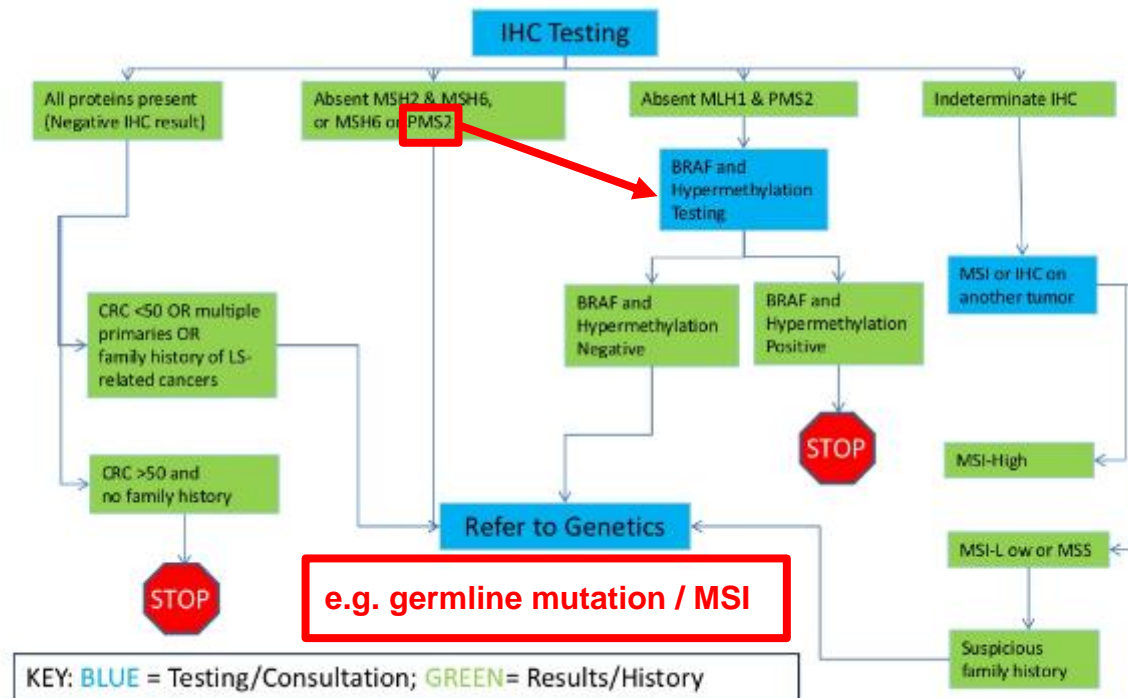 IHC Testing
All proteins present
(Negative IHC result)
Absent MSH2 & MSH6,
or MSH6 or PMS2
Absent MLH1 & PMS2
Indeterminate IHC
BRAF and
Hypermethylation
Testing
MSI or IHC on
another tumor
CRC <50 OR multiple
primaries OR
family history of LS-
related cancers
BRAF and
Hypermethylation
Negative
BRAF and
Hypermethylation
Positive
STOP
CRC >50 and
no family history
MSI-High
Refer to Genetics
MSI-L ow or MSS
STOP
e.g. germline mutation / MSI
Suspicious
family history
KEY: BLUE = Testing/Consultation; GREEN= Results/History